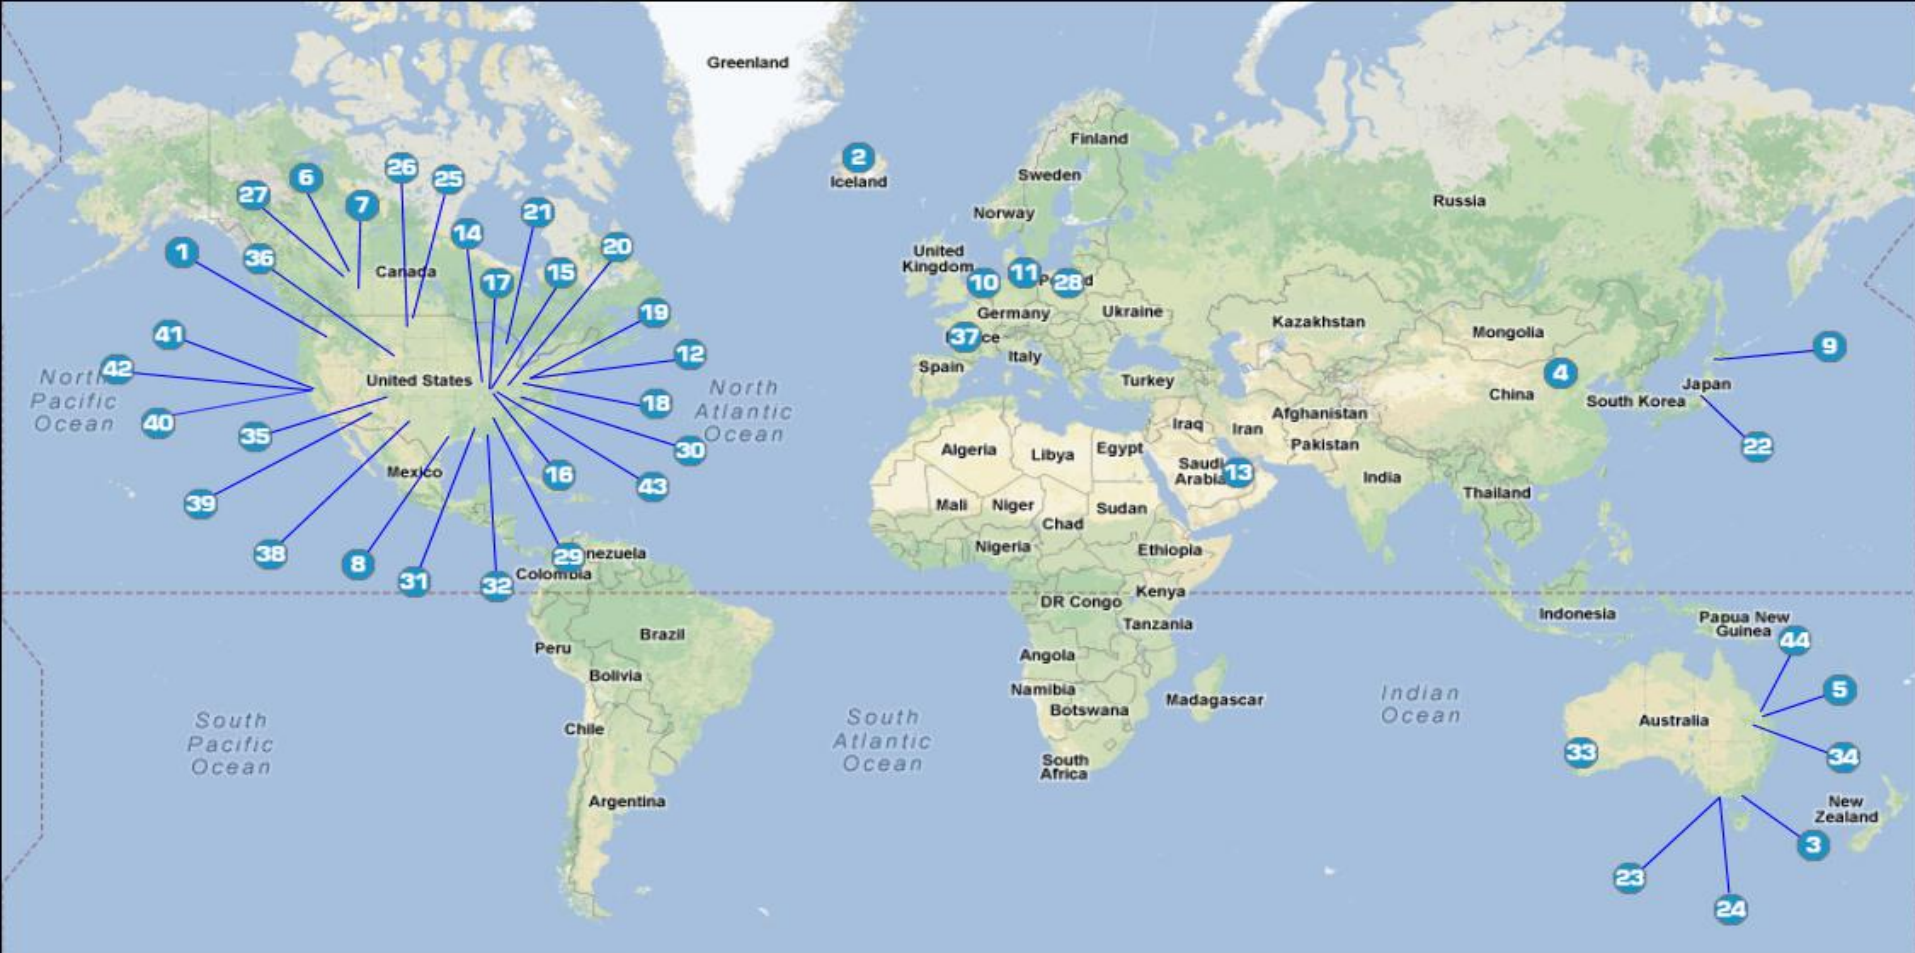 Greenland
2
Iceland
Finland
Sweden
Norway
Russia
26
6
25
27
7
21
14
20
1
36
Canada
15
17
19
41
12
42
United States
18
40
35
30
Mexico
16
43
39
38
8
29
31
32
nezuela
Colombia
North
Pacific
Ocean
North
Atlantic
Ocean
United
Kingdom
10
11
28
Germany
Ukraine
37
Italy
Spain
Turkey
Kazakhstan
Mongolia
9
4
China
Japan
South Korea
22
Afghanistan
Iraq
Iran
Pakistan
Algeria
Libya
Egypt
Saudi
Arabia
13
India
Thailand
Mali
Niger
Sudan
Chad
Nigeria
Ethiopia
DR Congo
Kenya
Tanzania
Indonesia
Papua New
Guinea
44
Brazil
Peru
Bolivia
Angola
Namibia
Botswana
Madagascar
Indian
Ocean
5
Australia
33
34
South
Pacific
Ocean
Chile
South
Atlantic
Ocean
South
Africa
Argentina
New
Zealand
3
23
24